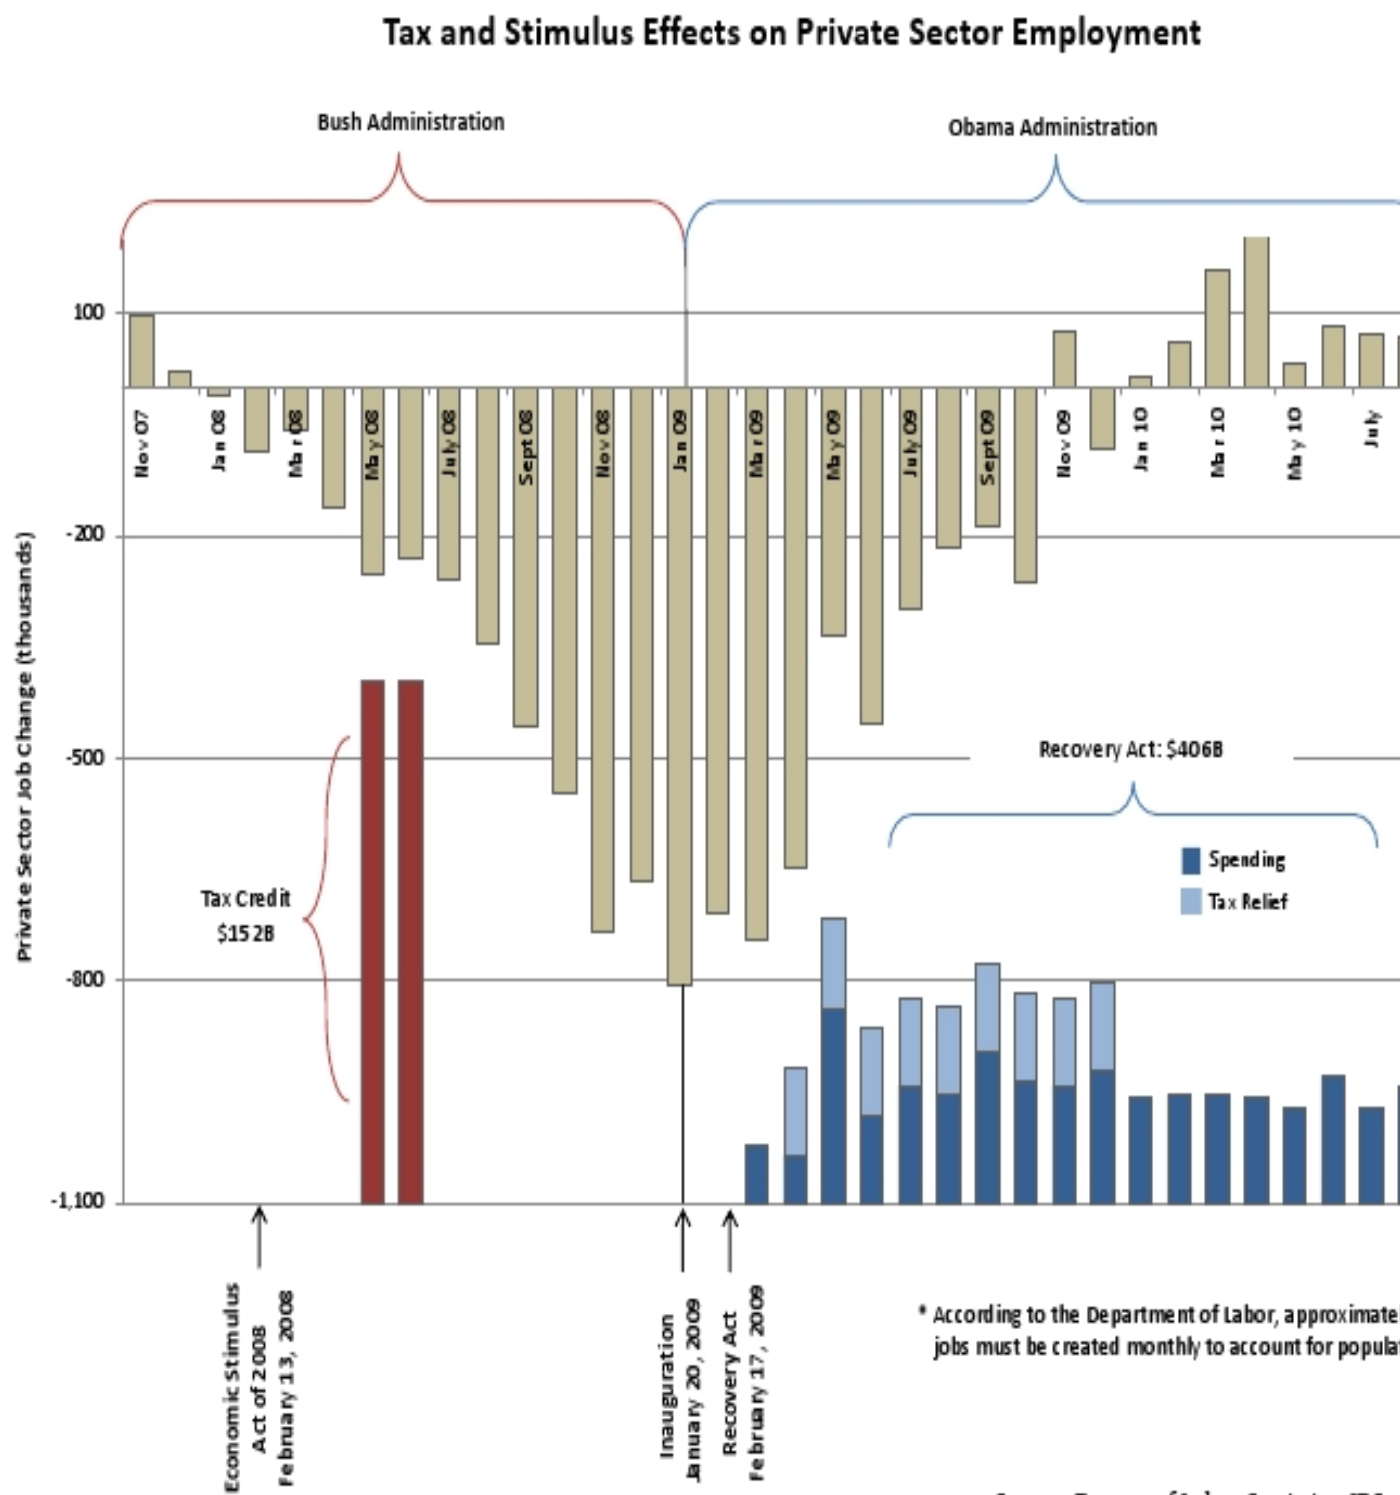 Tax and Stimulus Effects on Private Sector Employment
Bush Administration
Obama Administration
Private Sector Job Change (thousands)
100
-200
-500
-800
-1,100
Nov 07
Jan 08
Mar 08
May 08
July 08
Sept 08
Nov 08
Jan 09
Mar 09
May 09
July 09
Sept 09
Nov 09
Jan 10
Mar 10
May 10
July
Tax Credit
$152B
Recovery Act: $406B
Spending
Tax Relief
Economic Stimulus
Act of 2008
February 13, 2008
Inauguration
January 20, 2009
Recovery Act
February 17, 2009
* According to the Department of Labor, approximate
jobs must be created monthly to account for popula